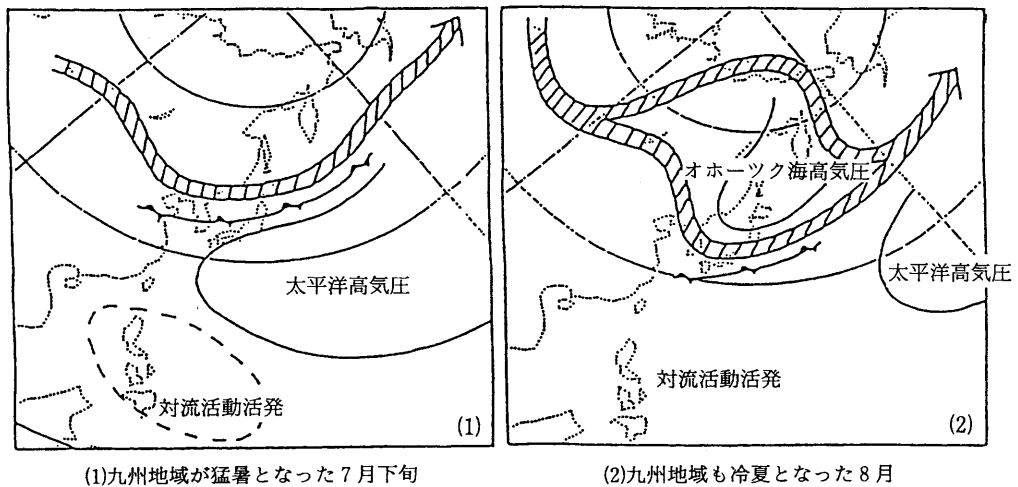 太平洋高気圧
対流活動活発
(1)
オホーツク海高気圧
太平洋高気圧
対流活動活発
(2)
(1)九州地域が猛暑となった7月下旬
(2)九州地域も冷夏となった8月